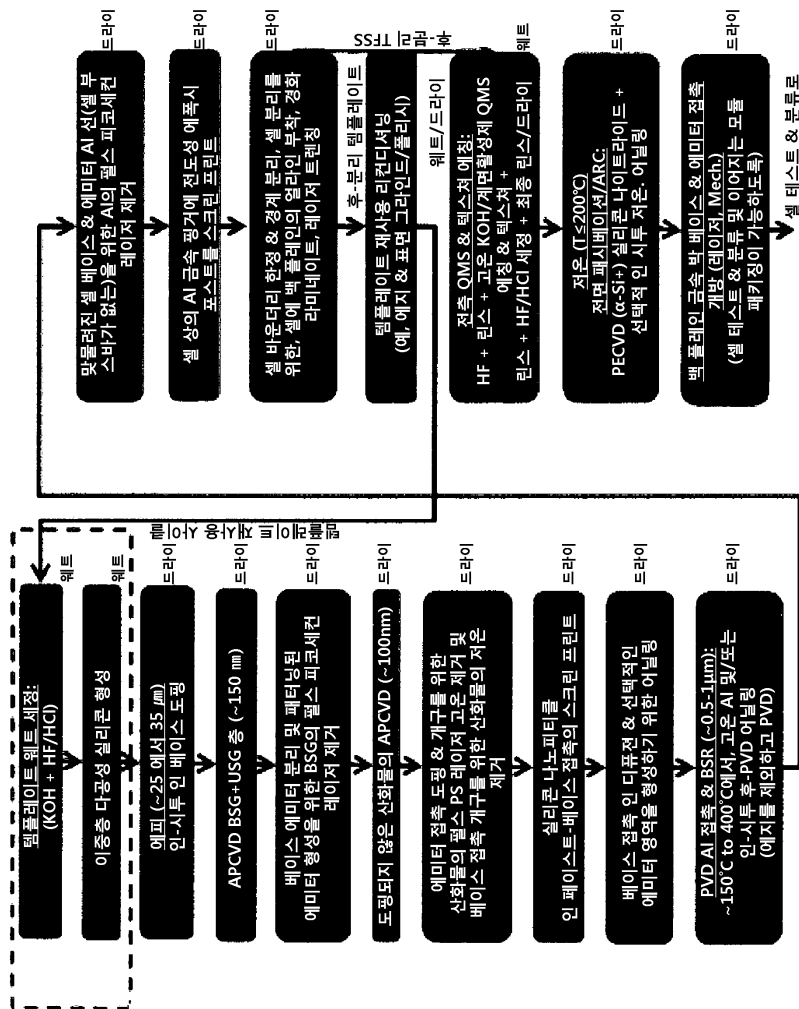 템플레이트 웨트 세정:
(KOH + HF/HCl)
웨트
이중층 다공성 실리콘 형성
웨트
에피 (~25 에서 35 ㎛)
인-시투 인 베이스 도핑
드라이
APCVD BSG+USG 층 (~150 ㎚)
드라이
베이스 에미터 분리 및 패터닝된
에미터 형성을 위한 BSG의 펄스 피코세컨
레이저 제거
드라이
도핑되지 않은 산화물의 APCVD (~100nm)
드라이
에미터 접촉 도핑 & 개구를 위한
산화물의 펄스 PS 레이저 고온 제거 및
베이스 접촉 개구를 위한 산화물의 저온
제거
드라이
실리콘 나노피티클
인 페이스트-베이스 접촉의 스크린 프린트
드라이
베이스 접촉 인 디퓨전 & 선택적인
에미터 영역을 형성하기 위한 어닐링
드라이
PVD Al 접촉 & BSR (~0.5-1μm):
~150˚C to 400˚C에서, 고온 Al 및/또는
인-시투 후-PVD 어닐링
(에지를 제외하고 PVD)
드라이
템플레이트 재사용 사이클
맞물려진 셀 베이스 & 에미터 Al 선(셀 부
스바가 없는)을 위한 Al의 펄스 피코세컨
레이저 제거
드라이
셀 상의 Al 금속 핑거에 전도성 에폭시
포스트를 스크린 프린트
드라이
셀 바운더리 한정 & 경계 분리, 셀 분리를
위한, 셀에 백 플레인의 얼라인 부착, 경화
라미네이트, 레이저 트렌칭
드라이
후-분리 템플레이트
후-분리 TFSS
템플레이트 재사용 리컨디셔닝
(예, 에지 & 표면 그라인드/폴리시)
웨트/드라이
전측 QMS & 텍스쳐 에칭:
HF + 린스 + 고온 KOH/계면활성제 QMS
에칭 & 텍스쳐 +
린스 + HF/HCl 세정 + 최종 린스/드라이
웨트
저온 (T ≤200℃)
전면 패시베이션/ARC:
PECVD (α-Si+) 실리콘 나이트라이드 +
선택적 인 시투 저온. 어닐링
드라이
백 플레인 금속 박 베이스 & 에미터 접촉
개방 (레이저, Mech.)
(셀 테스트 & 분류 및 이어지는 모듈
패키징이 가능하도록)
드라이
셀 테스트 & 분류로